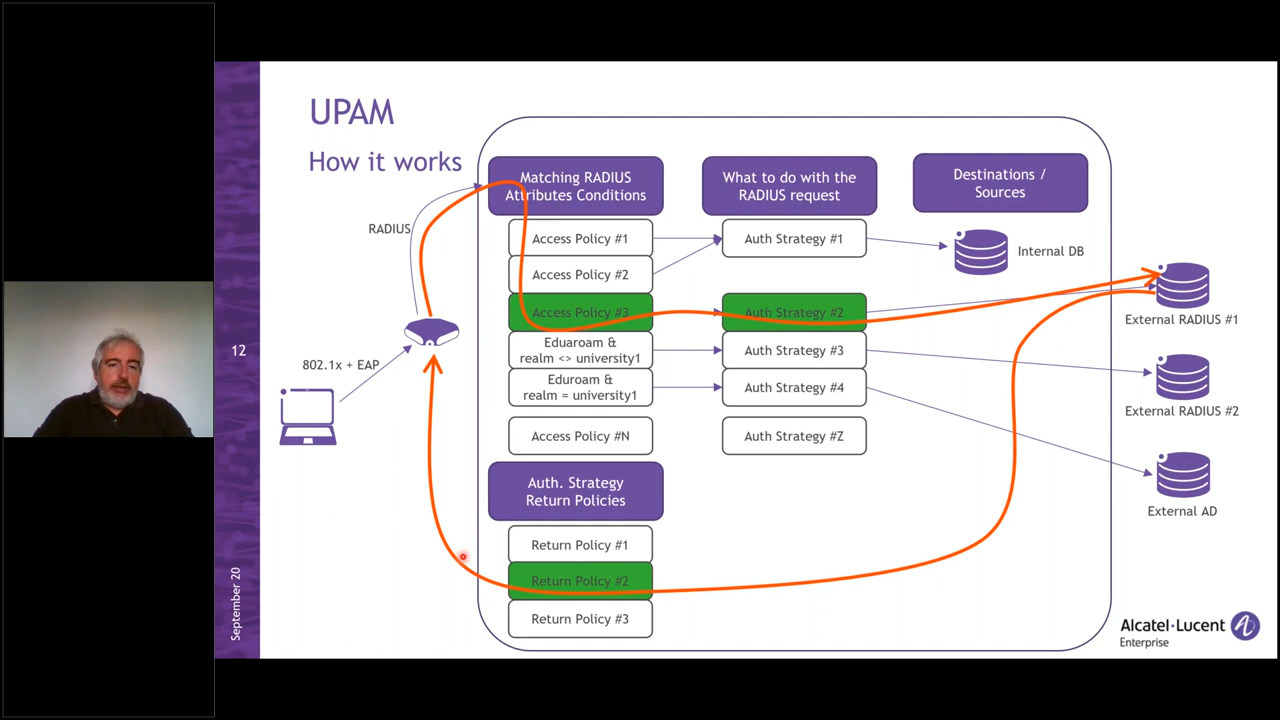 UPAM
How it works
Matching RADIUS
Attributes Conditions
What to do with the
RADIUS request
Destinations /
Sources
RADIUS
Access Policy #1
Auth Strategy #1
Internal DB
Access Policy #2
Access Policy #3
Auth Strategy #2
External RADIUS #1
Eduaroam &
realm <> university1
Auth Strategy #3
12
802.1x + EAP
Eduroam &
realm = university1
Auth Strategy #4
External RADIUS #2
Access Policy #N
Auth Strategy #Z
Auth. Strategy
Return Policies
External AD
Return Policy #1
Return Policy #2
Return Policy #3
September 20
Alcatel·Lucent
Enterprise